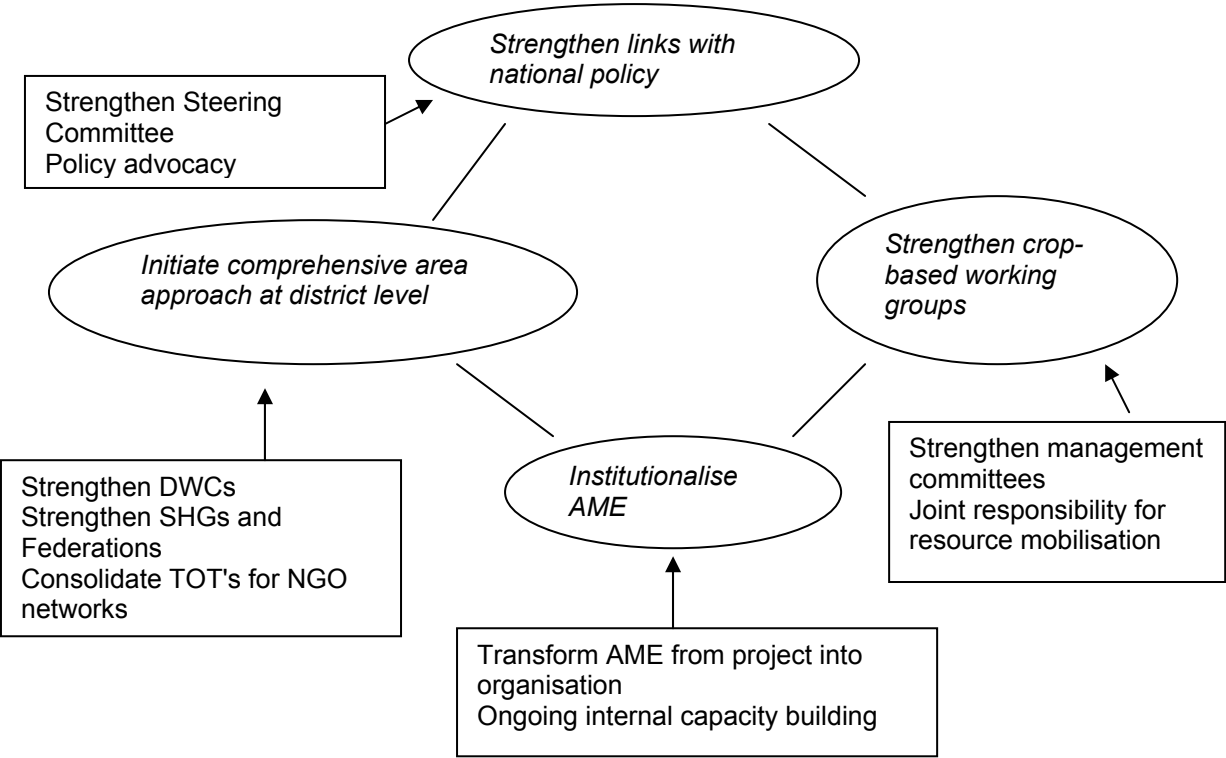 Strengthen links with
national policy
Strengthen Steering
Committee
Policy advocacy
Initiate comprehensive area
approach at district level
Strengthen crop-
based working
groups
Strengthen DWCs
Strengthen SHGs and
Federations
Consolidate TOT's for NGO
networks
Institutionalise
AME
Strengthen management
committees
Joint responsibility for
resource mobilisation
Transform AME from project into
organisation
Ongoing internal capacity building